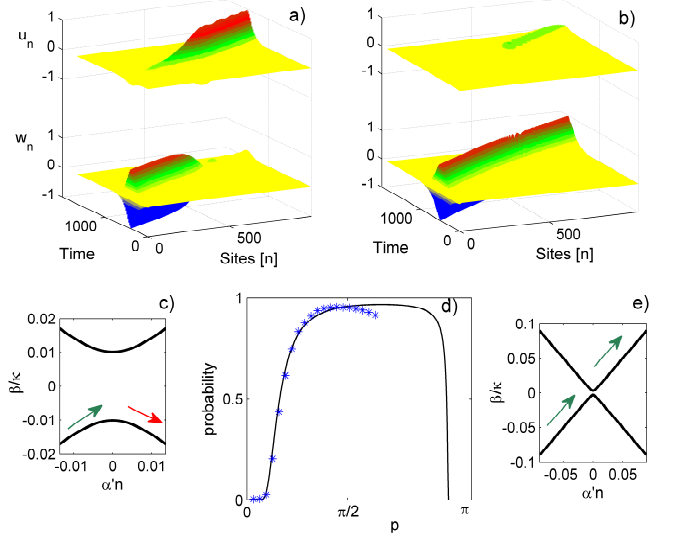 a)
b)
u_n
1
0
-1
w_n
1
0
-1
1000
0
Time
0
500
Sites [n]
1
0
-1
1
0
-1
1000
0
Time
0
500
Sites [n]
c)
0.02
0.01
0
-0.01
-0.02
β/κ
-0.01
0
0.01
α'n
d)
1
0
probability
0
π/2
π
p
e)
0.1
0.05
0
-0.05
-0.1
β/κ
-0.05
0
0.05
α'n